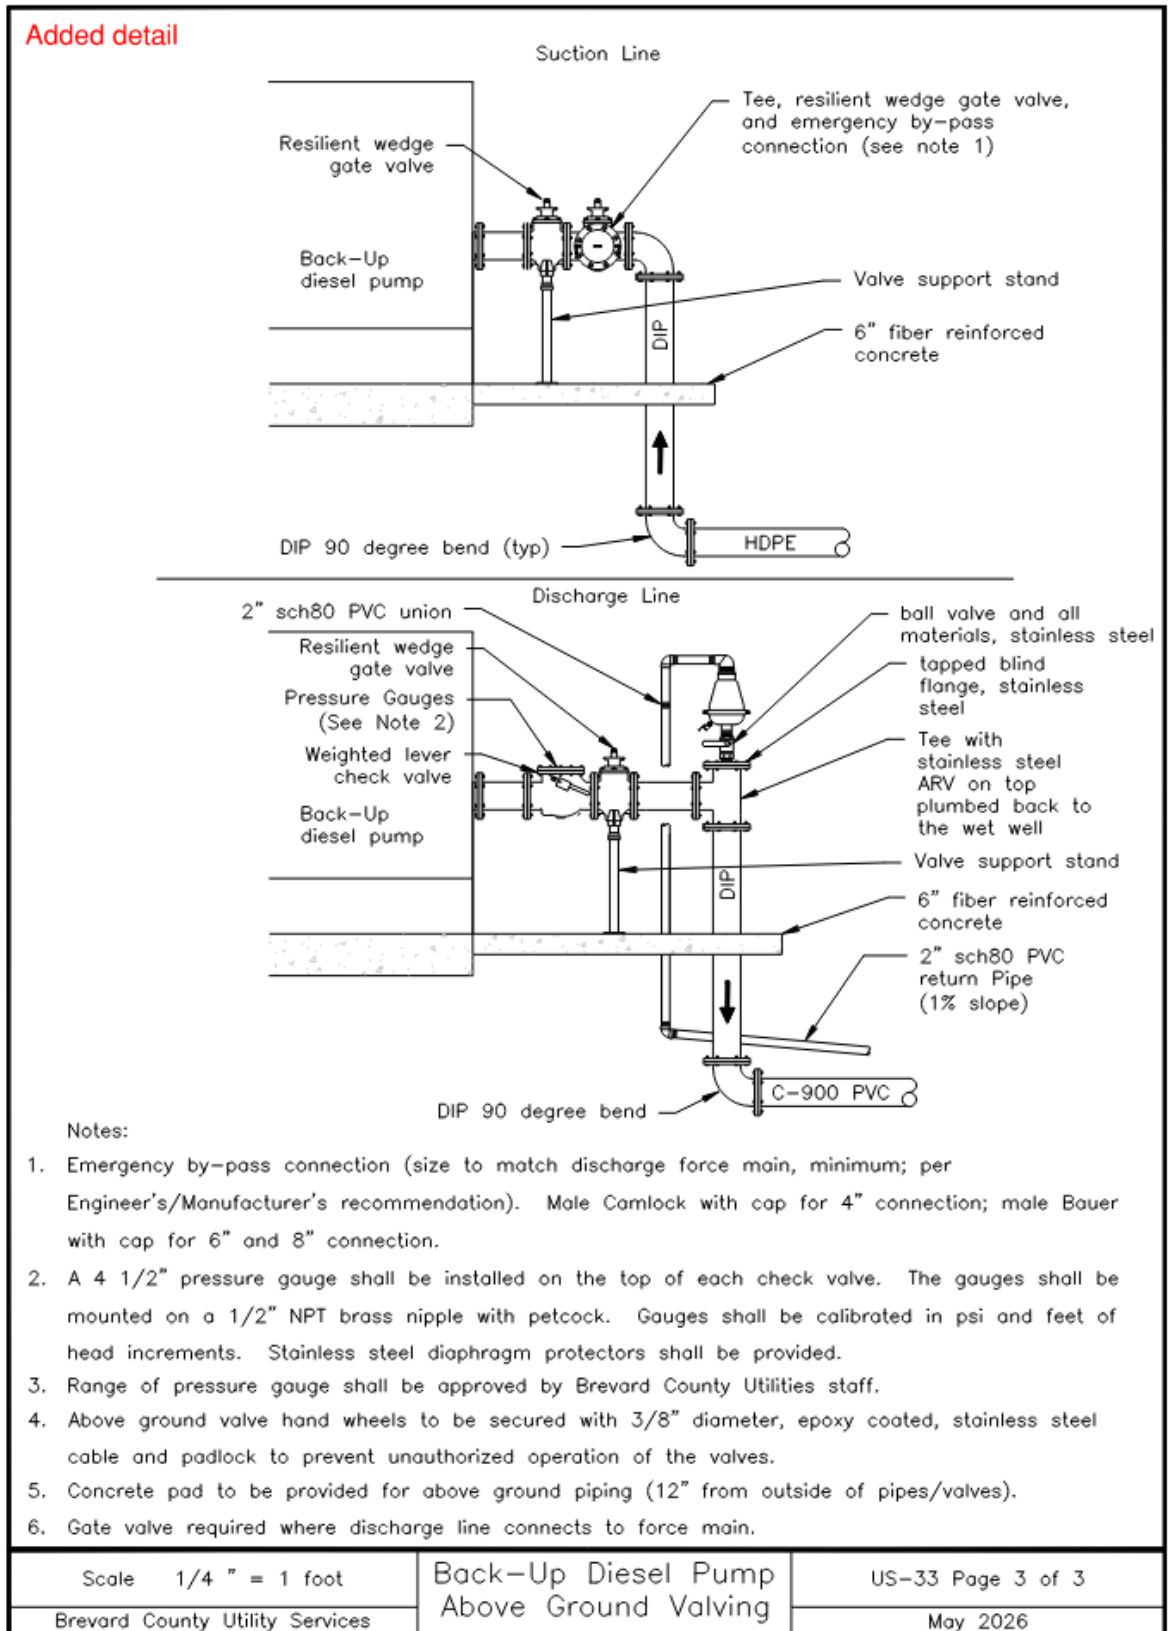 Added detail
Suction Line
Tee, resilient wedge gate valve,
and emergency by-pass
connection (see note 1)
Resilient wedge
gate valve
Back-Up
diesel pump
Valve support stand
6" fiber reinforced
concrete
DIP
DIP 90 degree bend (typ)
HDPE
Discharge Line
2" sch80 PVC union
ball valve and all
materials, stainless steel
Resilient wedge
gate valve
tapped blind
flange, stainless
steel
Pressure Gauges
(See Note 2)
Weighted lever
check valve
Tee with
stainless steel
ARV on top
plumbed back to
the wet well
Back-Up
diesel pump
Valve support stand
DIP
6" fiber reinforced
concrete
2" sch80 PVC
return Pipe
(1% slope)
C-900 PVC
DIP 90 degree bend
Notes:
1. Emergency by-pass connection (size to match discharge force main, minimum; per
Engineer's/Manufacturer's recommendation). Male Camlock with cap for 4" connection; male Bauer
with cap for 6" and 8" connection.
2. A 4 1/2" pressure gauge shall be installed on the top of each check valve. The gauges shall be
mounted on a 1/2" NPT brass nipple with petcock. Gauges shall be calibrated in psi and feet of
head increments. Stainless steel diaphragm protectors shall be provided.
3. Range of pressure gauge shall be approved by Brevard County Utilities staff.
4. Above ground valve hand wheels to be secured with 3/8" diameter, epoxy coated, stainless steel
cable and padlock to prevent unauthorized operation of the valves.
5. Concrete pad to be provided for above ground piping (12" from outside of pipes/valves).
6. Gate valve required where discharge line connects to force main.
Scale 1/4 " = 1 foot
Brevard County Utility Services
Back-Up Diesel Pump
Above Ground Valving
US-33 Page 3 of 3
May 2026